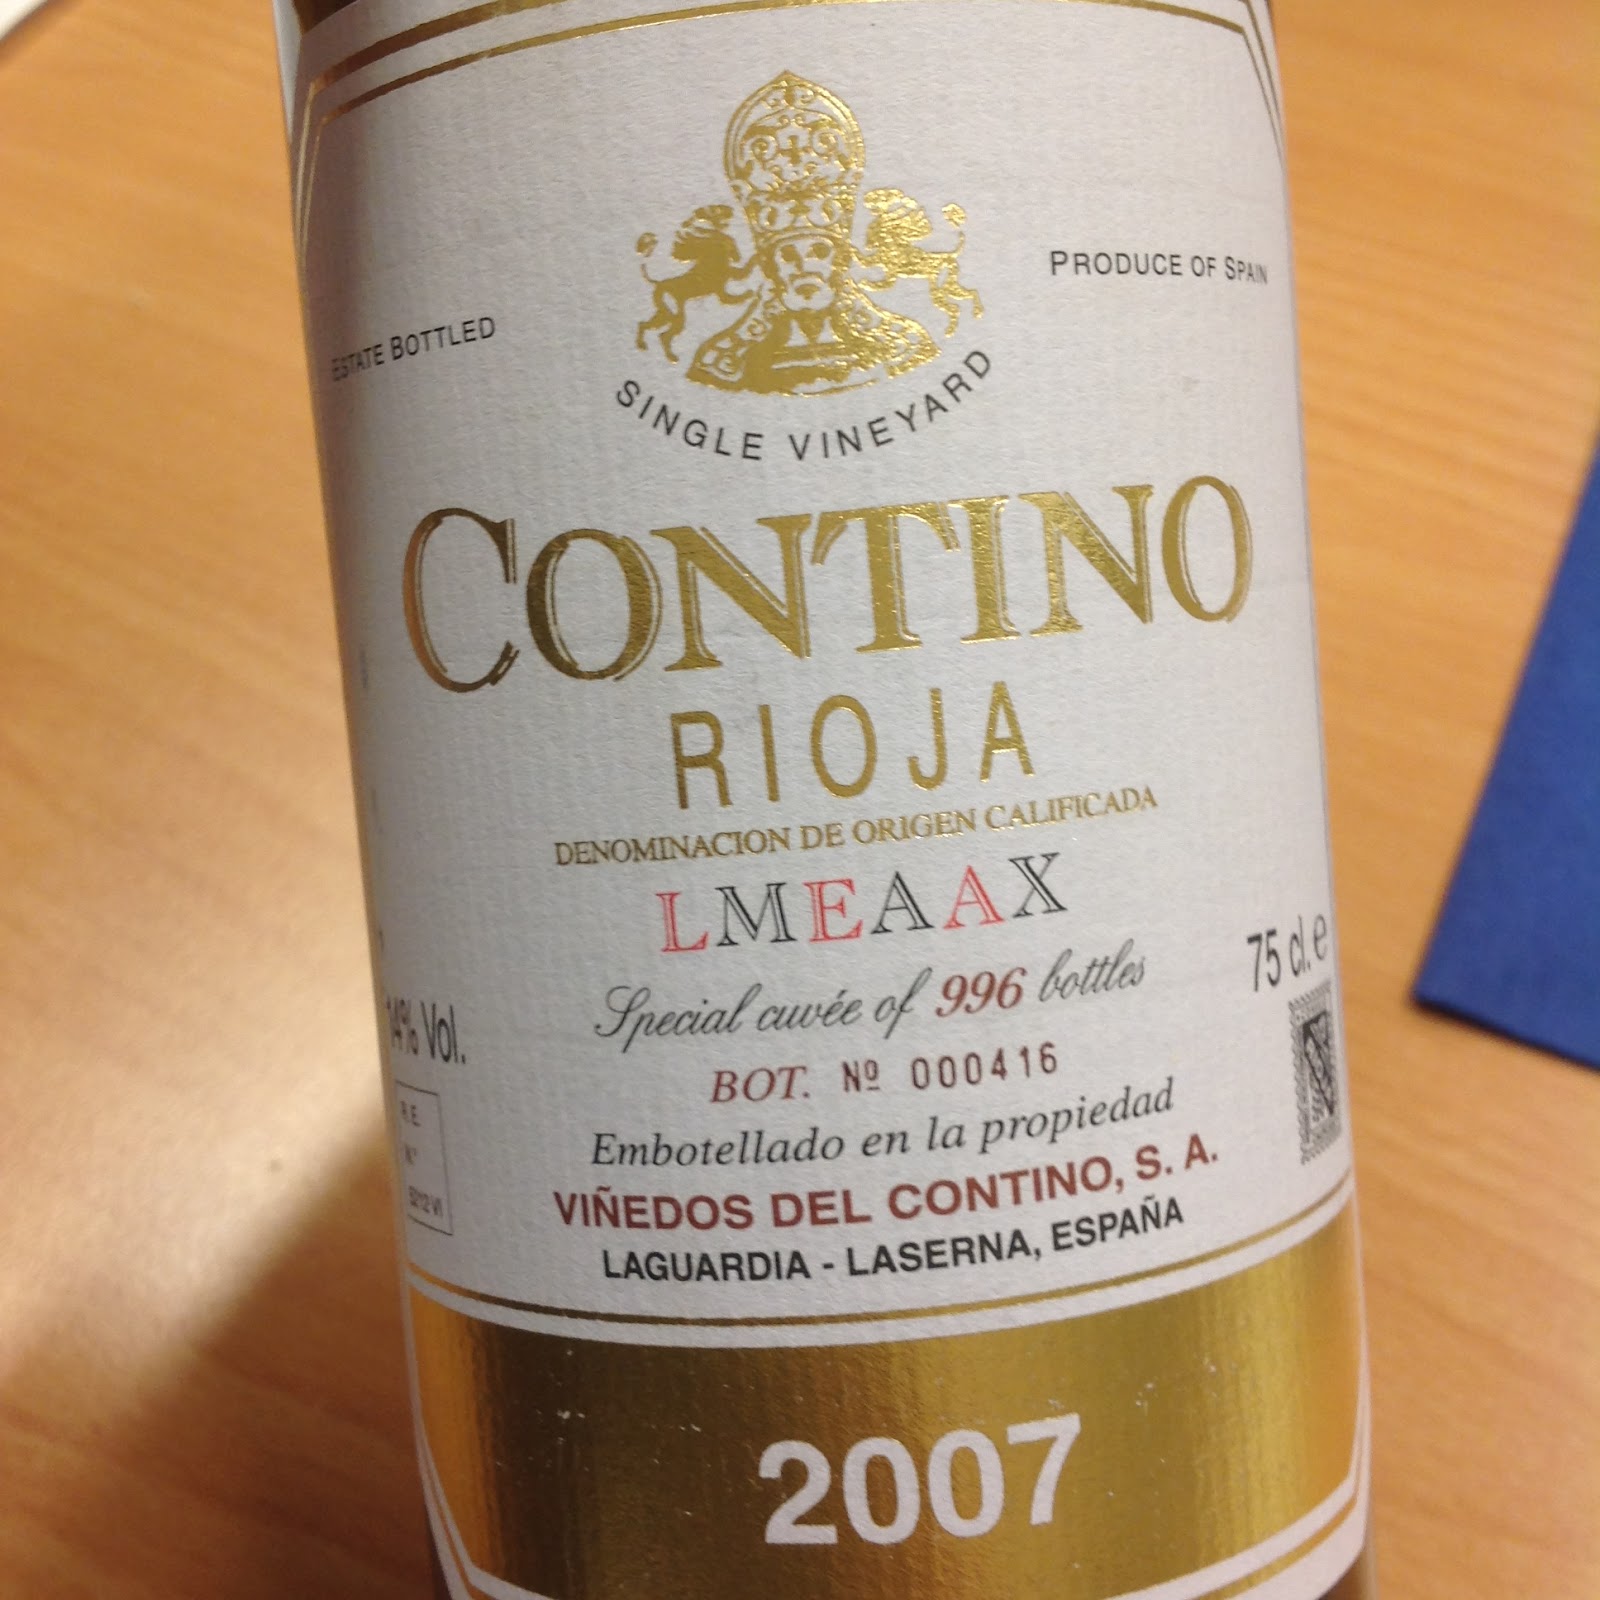 ESTATE BOTTLED
PRODUCE OF SPAIN
SINGLE VINEYARD
CONTINO
RIOJA
DENOMINACION DE ORIGEN CALIFICADA
LMEAAX
Special cuvée of 996 bottles
75 cl. e
14% Vol.
BOT. Nº 000416
R E
N.º
Embotellado en la propiedad
VIÑEDOS DEL CONTINO, S. A.
LAGUARDIA - LASERNA, ESPAÑA
2007